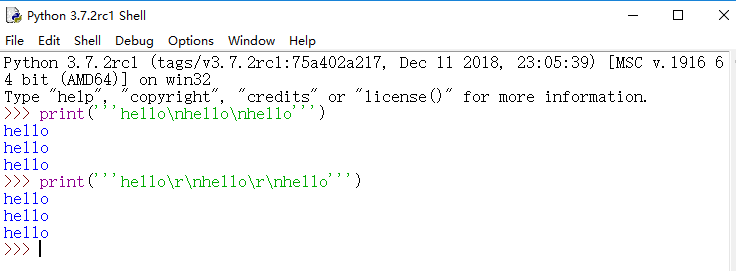 Python 3.7.2rc1 Shell
File Edit Shell Debug Options Window Help
Python 3.7.2rc1 (tags/v3.7.2rc1:75a402a217, Dec 11 2018, 23:05:39) [MSC v.1916 6
4 bit (AMD64)] on win32
Type "help", "copyright", "credits" or "license()" for more information.
>>> print('''hello\nhello\nhello''')
hello
hello
hello
>>> print('''hello\r\nhello\r\nhello''')
hello
hello
hello
>>>